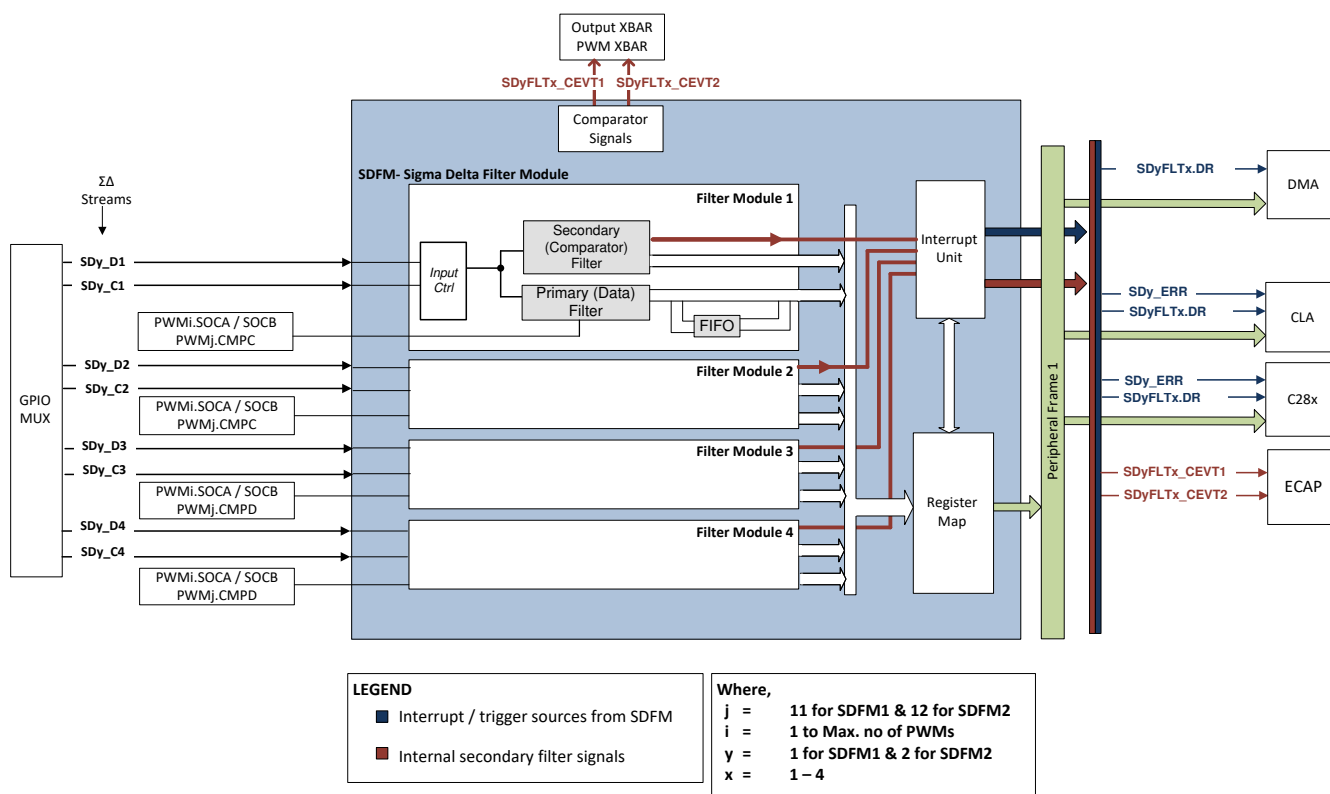 Output XBAR
PWM XBAR
SDyFLTx_CEVT1
SDyFLTx_CEVT2
Comparator
Signals
SDFM- Sigma Delta Filter Module
ΣΔ
Streams
GPIO
MUX
SDy_D1
SDy_C1
PWMi.SOCA / SOCB
PWMj.CMPC
SDy_D2
SDy_C2
PWMi.SOCA / SOCB
PWMj.CMPC
SDy_D3
SDy_C3
PWMi.SOCA / SOCB
PWMj.CMPD
SDy_D4
SDy_C4
PWMi.SOCA / SOCB
PWMj.CMPD
Filter Module 1
Input
Ctrl
Secondary
(Comparator)
Filter
Primary (Data)
Filter
FIFO
Filter Module 2
Filter Module 3
Filter Module 4
Interrupt
Unit
Register
Map
Peripheral Frame 1
SDyFLTx.DR
DMA
SDy_ERR
SDyFLTx.DR
CLA
SDy_ERR
SDyFLTx.DR
C28x
SDyFLTx_CEVT1
SDyFLTx_CEVT2
ECAP
LEGEND
Interrupt / trigger sources from SDFM
Internal secondary filter signals
Where,
j = 11 for SDFM1 & 12 for SDFM2
i = 1 to Max. no of PWMs
y = 1 for SDFM1 & 2 for SDFM2
x = 1 – 4